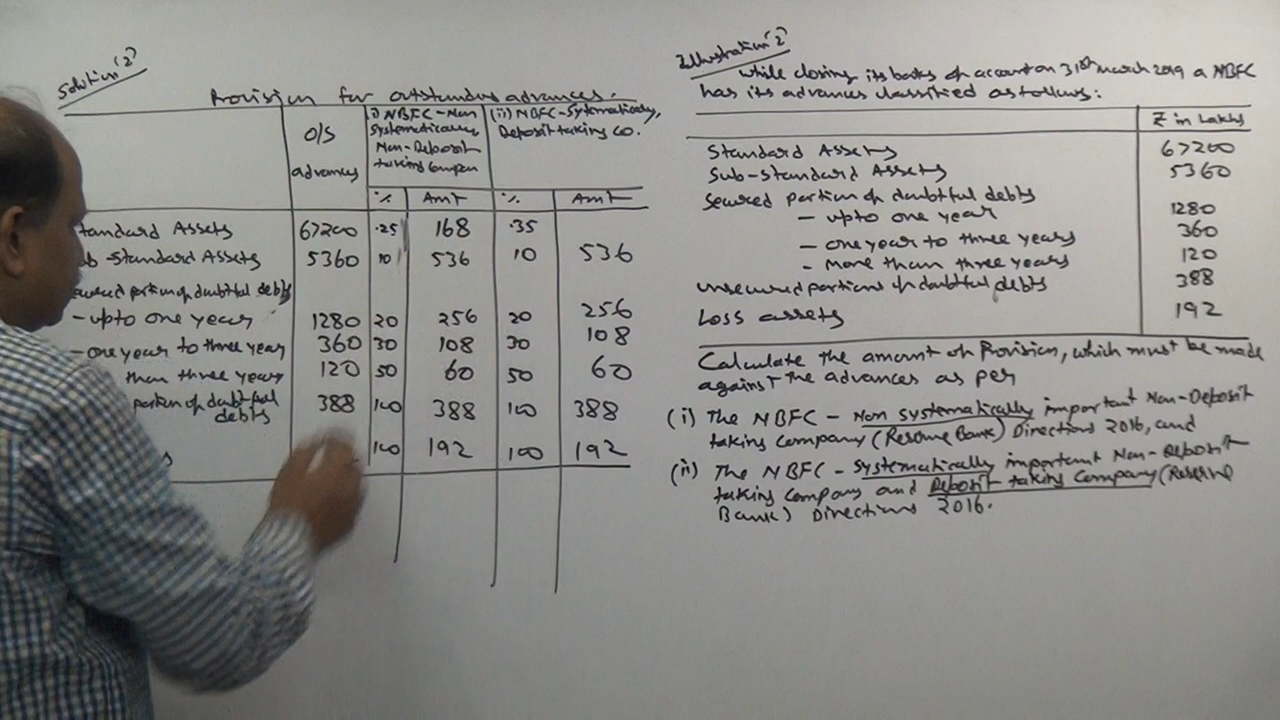 Solution '2'
Provision for outstanding advances.
O/S advances
i) NBFC-Non Systematically Non-Deposit taking Company
(ii) NBFC-Systematically, Deposit taking Co.
% Amt % Amt
tandard Assets 67200 .25 168 .35
b-Standard Assets 5360 10 536 10 536
ecured portion of doubtful debts
- upto one year 1280 20 256 20 256
- one year to three year 360 30 108 30 108
than three years 120 50 60 50 60
portion of doubtful debts 388 100 388 100 388
s 100 192 100 192
Illustration '2'
While closing its books of account on 31st March 2019 a NBFC
has its advances classified as follows:
₹ in Lakhs
Standard Assets 67200
Sub-Standard Assets 5360
Secured portion of doubtful debts
- upto one year 1280
- one year to three years 360
- More than three years 120
unsecured portions of doubtful debts 388
Loss assets 192
Calculate the amount of Provision, which must be made
against the advances as per
(i) The NBFC - Non Systematically important Non-Deposit
taking Company (Reserve Bank) Directions 2016, and
(ii) The NBFC - Systematically important Non-Deposit
taking Company and Deposit taking Company (Reserve
Bank) Directions 2016.